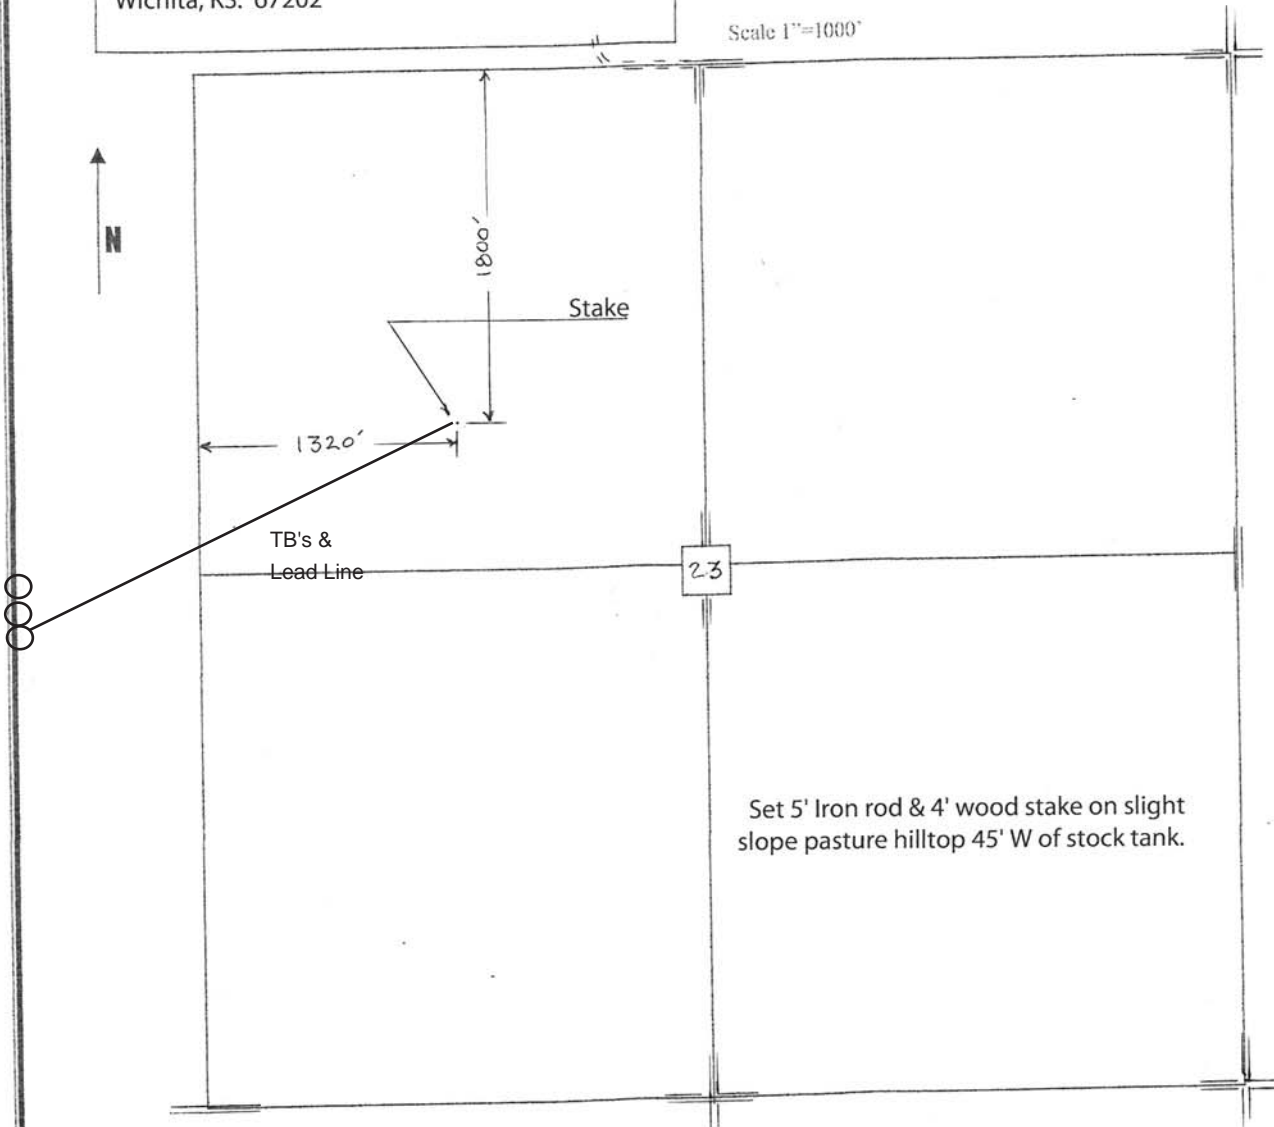 Wichita, KS. 67202
Scale 1"=1000'
N
1800'
Stake
1320'
TB's &
Lead Line
23
Set 5' Iron rod & 4' wood stake on slight
slope pasture hilltop 45' W of stock tank.